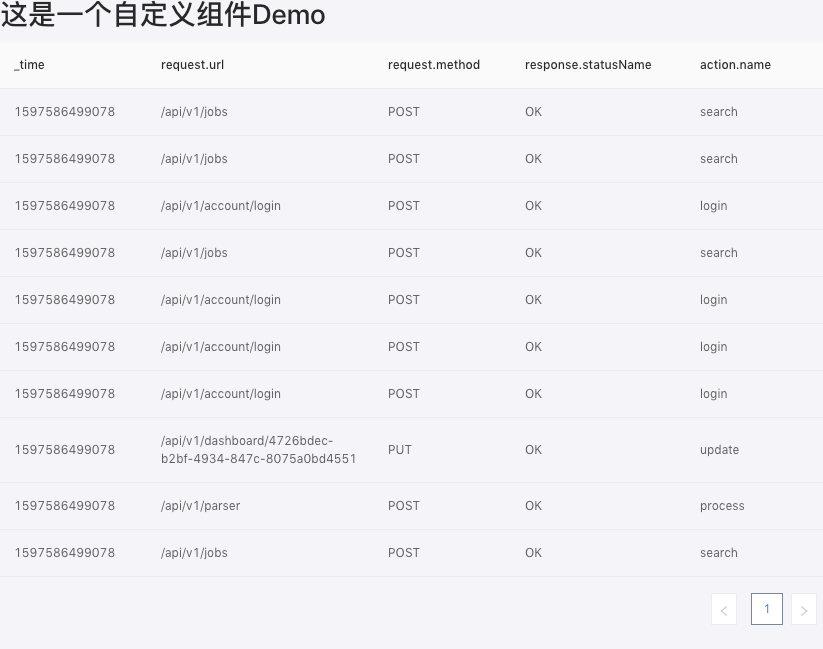 这是一个自定义组件Demo
_time request.url request.method response.statusName action.name
1597586499078 /api/v1/jobs POST OK search
1597586499078 /api/v1/jobs POST OK search
1597586499078 /api/v1/account/login POST OK login
1597586499078 /api/v1/jobs POST OK search
1597586499078 /api/v1/account/login POST OK login
1597586499078 /api/v1/account/login POST OK login
1597586499078 /api/v1/account/login POST OK login
1597586499078 /api/v1/dashboard/4726bdec- PUT OK update
b2bf-4934-847c-8075a0bd4551
1597586499078 /api/v1/parser POST OK process
1597586499078 /api/v1/jobs POST OK search
< 1 >